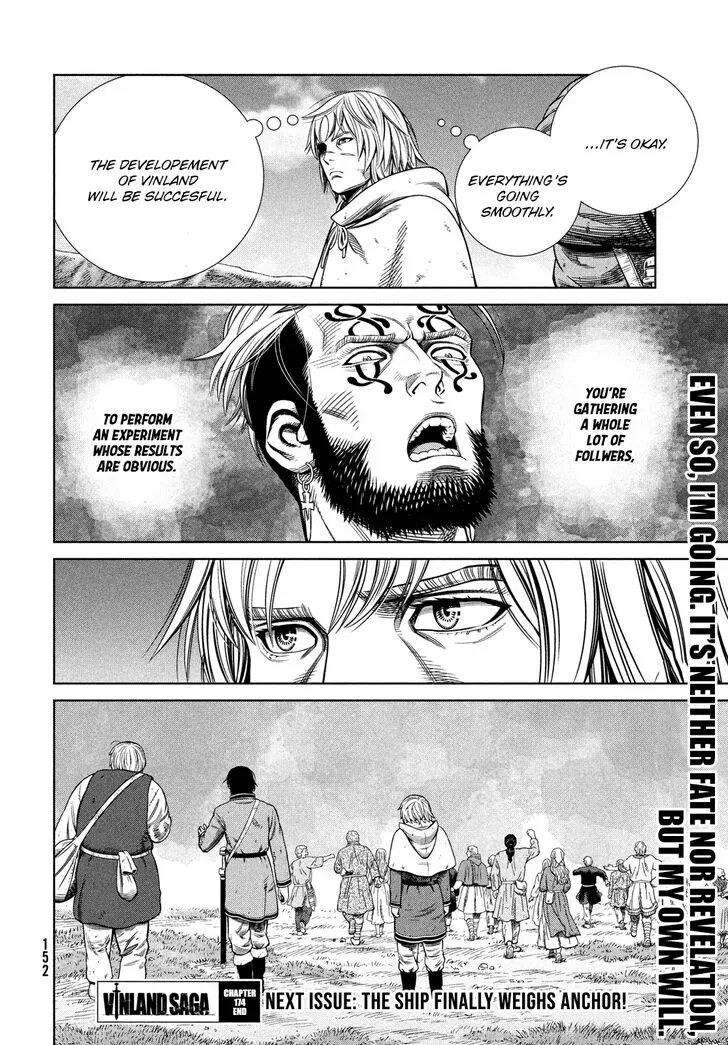 ...IT'S OKAY.
EVERYTHING'S
GOING
SMOOTHLY.
THE DEVELOPEMENT
OF VINLAND
WILL BE SUCCESFUL.
YOU'RE
GATHERING
A WHOLE
LOT OF
FOLLWERS,
TO PERFORM
AN EXPERIMENT
WHOSE RESULTS
ARE OBVIOUS.
EVEN SO, I'M GOING. IT'S NEITHER FATE NOR REVELATION,
BUT MY OWN WILL.
152
VINLAND SAGA
CHAPTER
174
END
NEXT ISSUE: THE SHIP FINALLY WEIGHS ANCHOR!